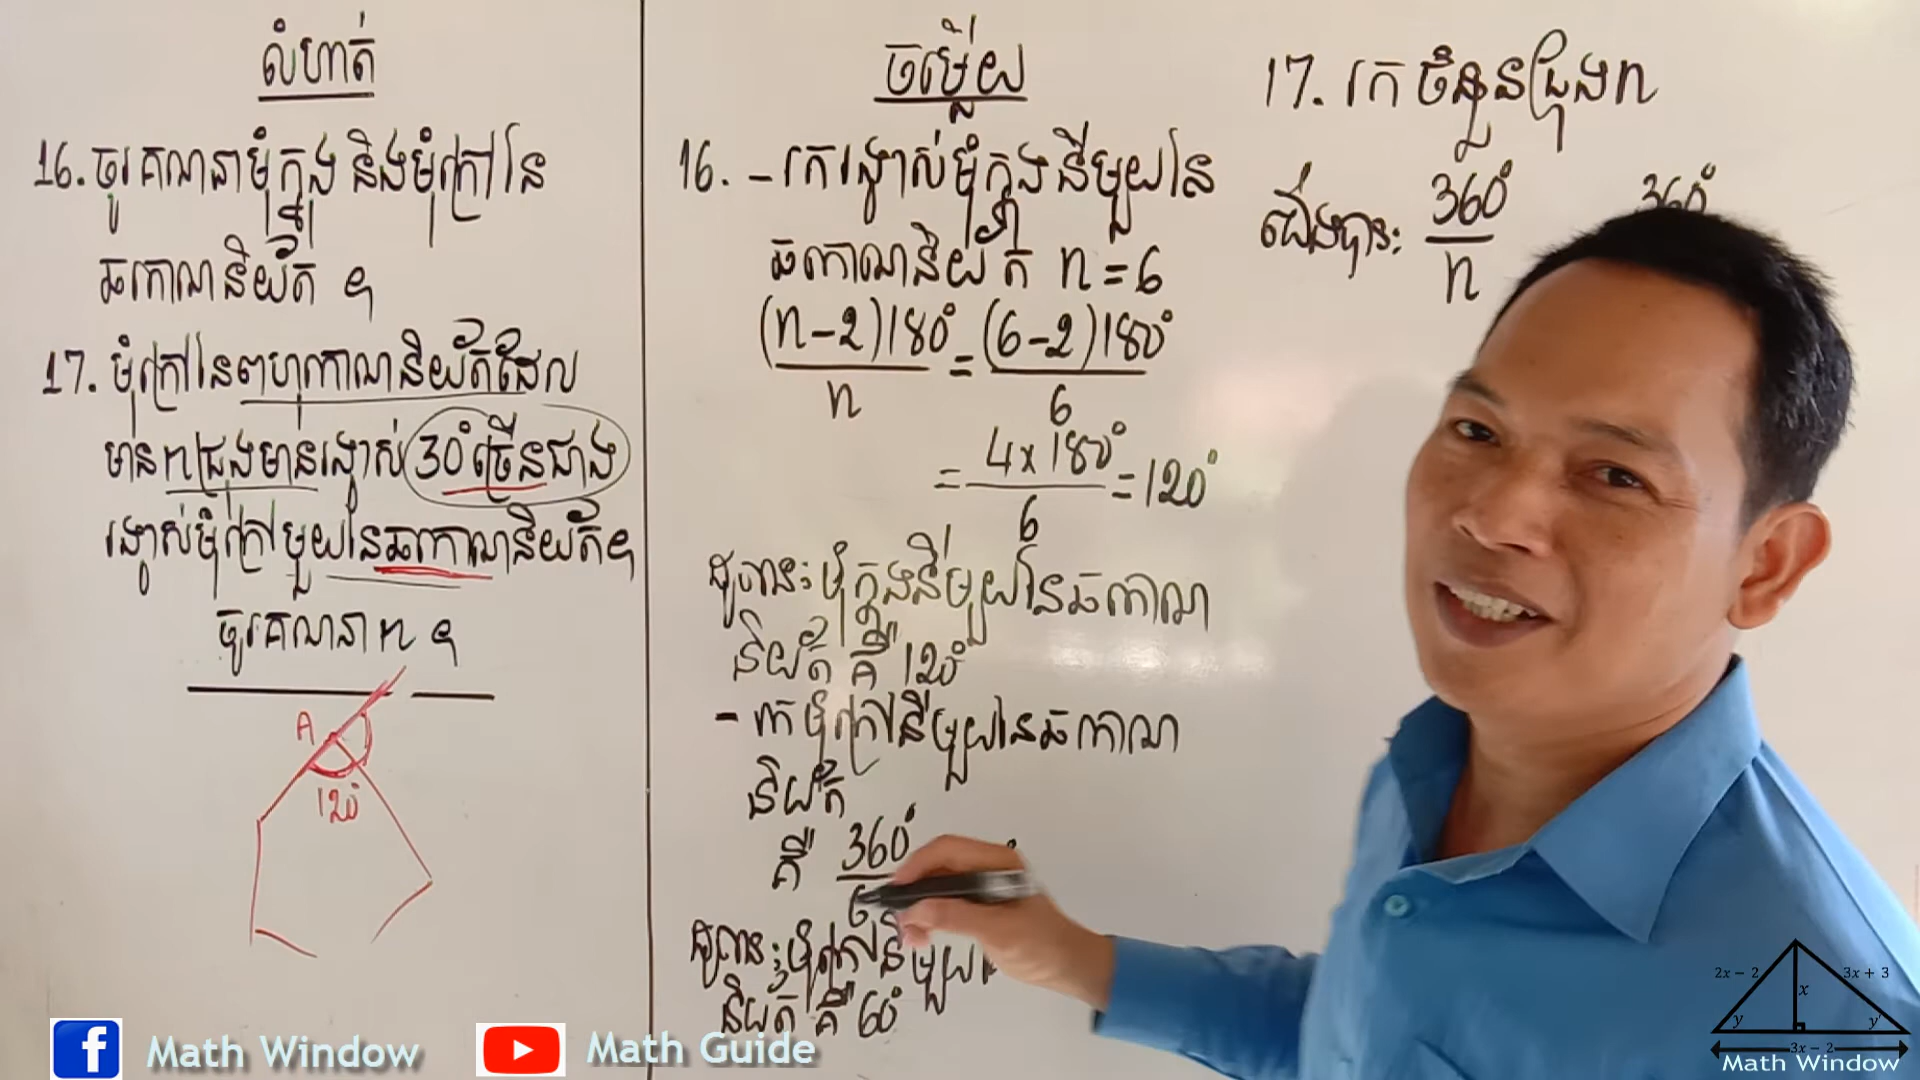 លំហាត់
16. ចូរគណនាមុំក្នុង និងមុំក្រៅនៃ
ឆកោណនិយ័ត ។
17. មុំក្រៅនៃពហុកោណនិយ័តដែល
មាន n ជ្រុងមានរង្វាស់ 30° ច្រើនជាង
រង្វាស់មុំក្រៅមួយនៃឆកោណនិយ័ត។
ចូរគណនា n ។
A
120°
ចម្លើយ
16. - រករង្វាស់មុំក្នុងនីមួយនៃ
ឆកោណនិយ័ត n = 6
(n-2)180°/n = (6-2)180°/6
= 4 x 180°/6 = 120°
ដូចនេះ មុំក្នុងនីមួយនៃឆកោណ
និយ័ត គឺ 120°
- រកមុំក្រៅនីមួយនៃឆកោណ
និយ័ត
គឺ 360°/6
ដូចនេះ មុំក្រៅនីមួយ
និយ័ត គឺ 60°
17. រកចំនួនជ្រុង n
យើងបាន: 360°/n 360°
Math Window
Math Guide
2x - 2
3x + 3
x
y
y'
3x - 2
Math Window